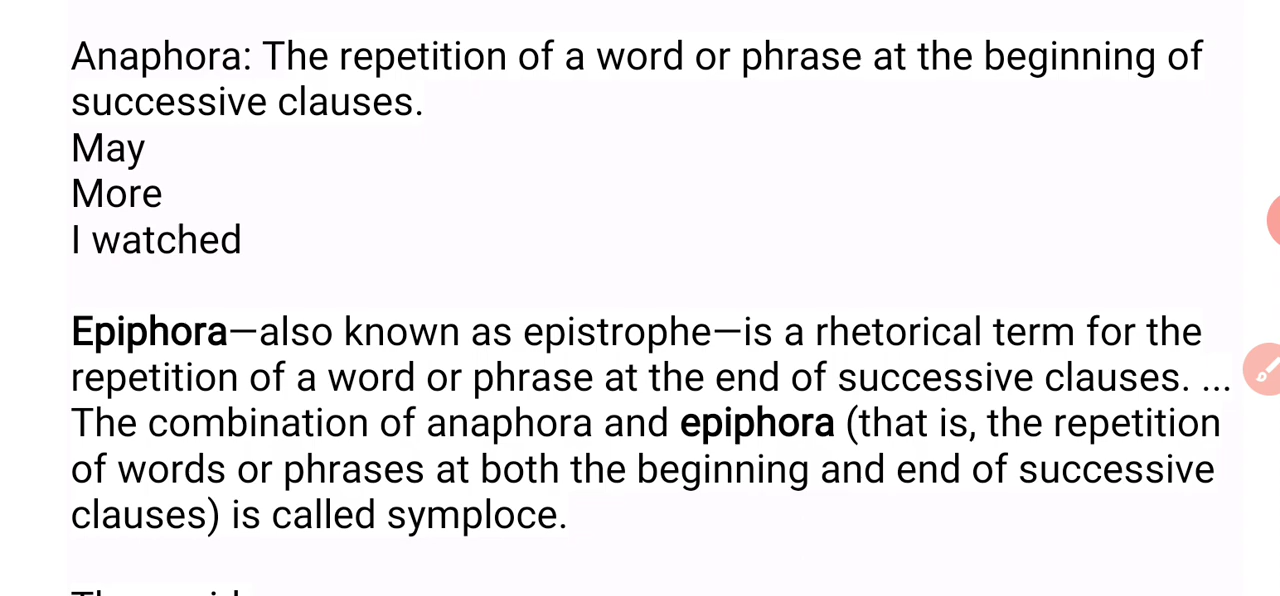 Anaphora: The repetition of a word or phrase at the beginning of
successive clauses.
May
More
I watched
Epiphora—also known as epistrophe—is a rhetorical term for the
repetition of a word or phrase at the end of successive clauses. ...
The combination of anaphora and epiphora (that is, the repetition
of words or phrases at both the beginning and end of successive
clauses) is called symploce.